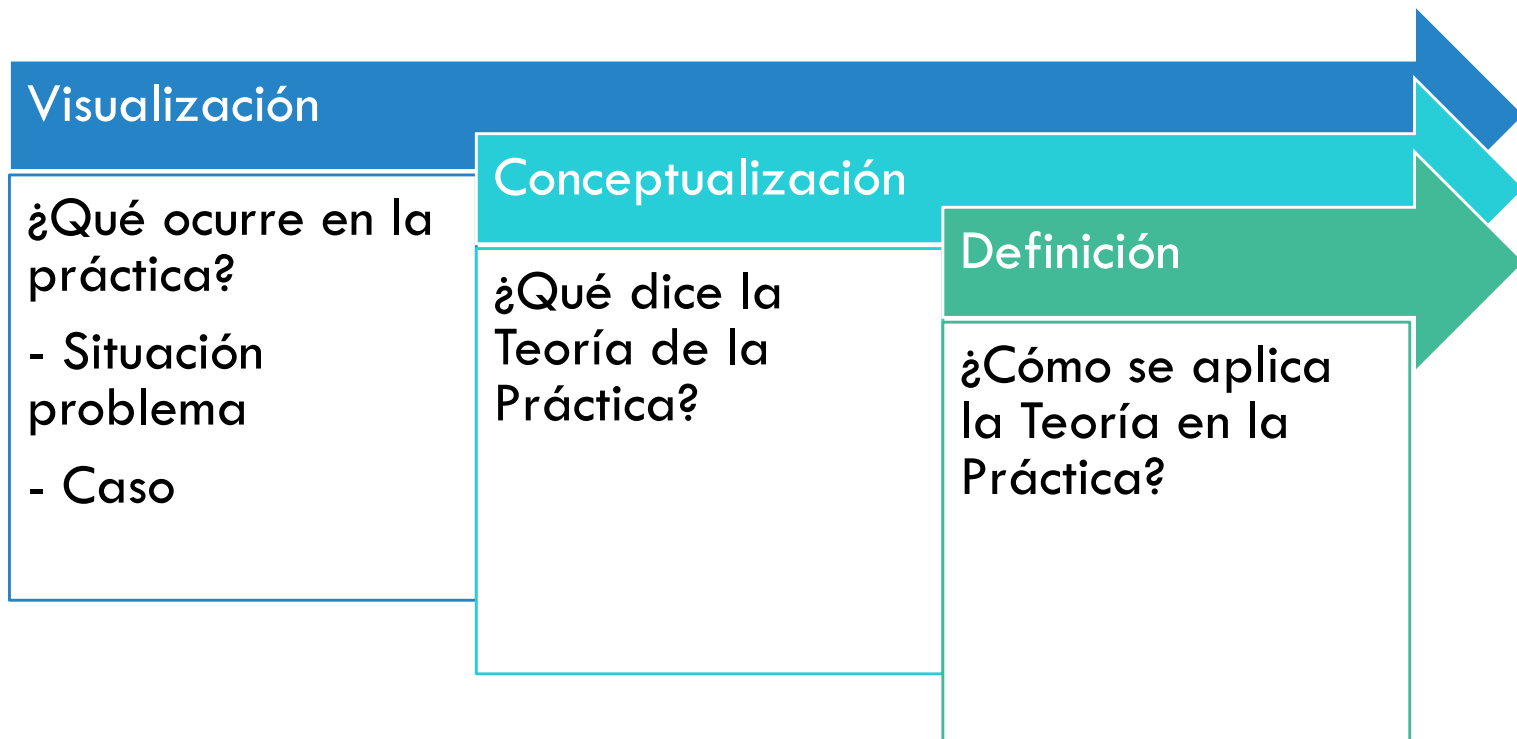 Visualización
¿Qué ocurre en la
práctica?
- Situación
problema
- Caso
Conceptualización
¿Qué dice la
Teoría de la
Práctica?
Definición
¿Cómo se aplica
la Teoría en la
Práctica?